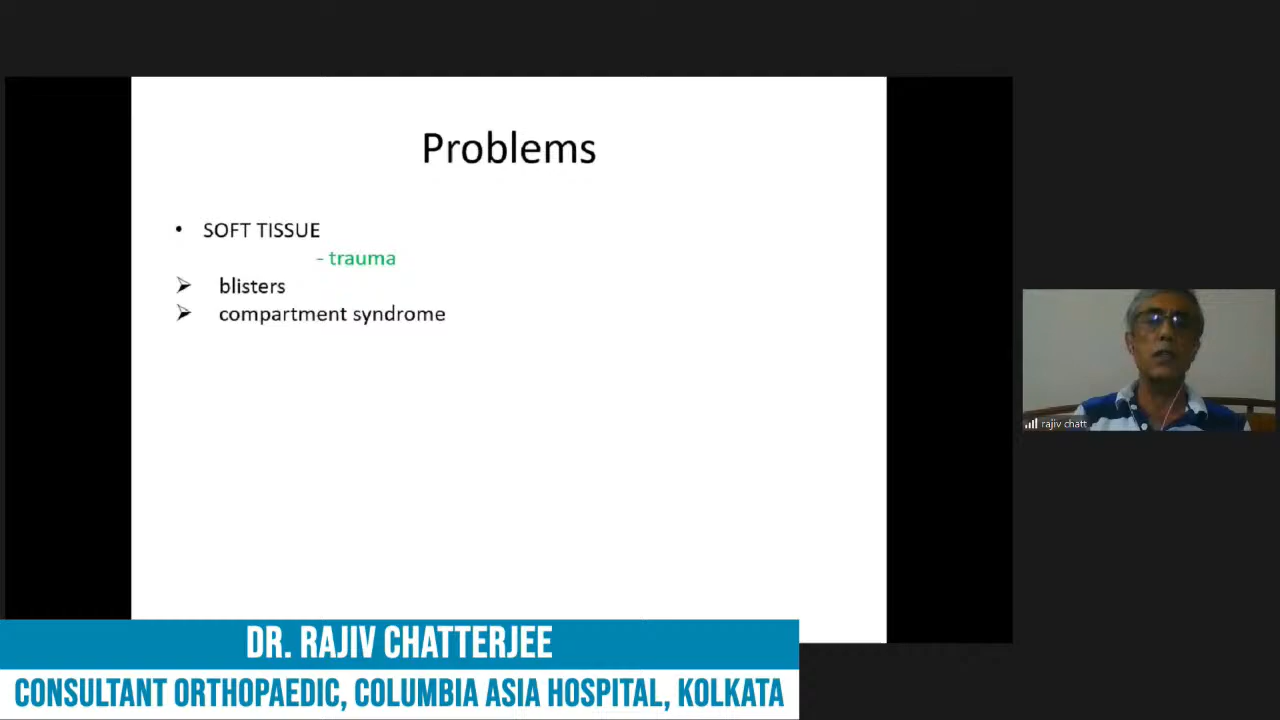 Problems
• SOFT TISSUE
- trauma
➢ blisters
➢ compartment syndrome
rajiv chatt
DR. RAJIV CHATTERJEE
CONSULTANT ORTHOPAEDIC, COLUMBIA ASIA HOSPITAL, KOLKATA